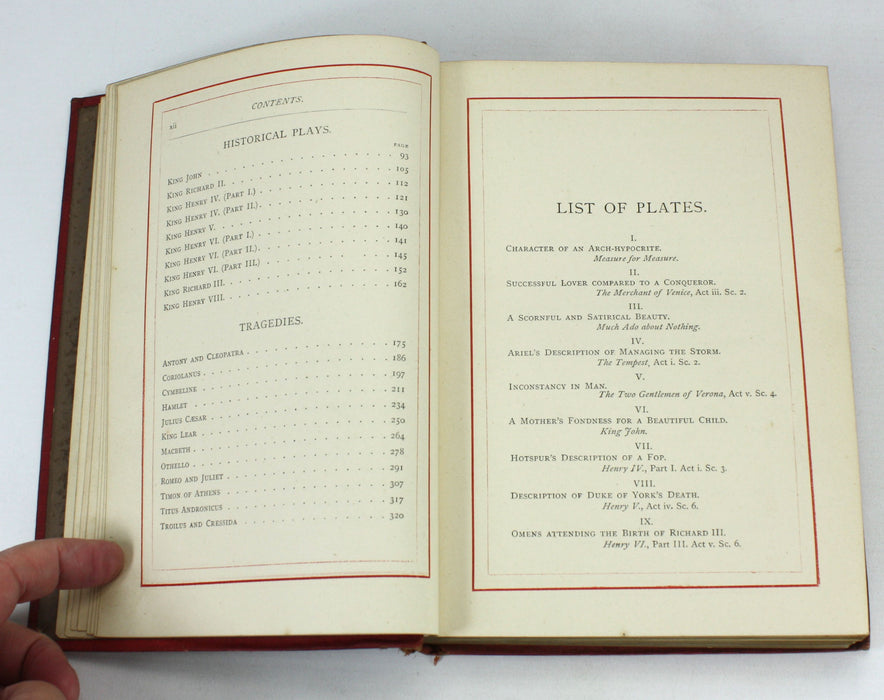 xii CONTENTS.
HISTORICAL PLAYS.
PAGE
King John . . . . . . . . . . . . 93
King Richard II. . . . . . . . . . . . 105
King Henry IV. (Part I.) . . . . . . . . . . 112
King Henry IV. (Part II.) . . . . . . . . . . 121
King Henry V. . . . . . . . . . . . 130
King Henry VI. (Part I.) . . . . . . . . . . 140
King Henry VI. (Part II.) . . . . . . . . . . 141
King Henry VI. (Part III.) . . . . . . . . . . 145
King Richard III. . . . . . . . . . . . 152
King Henry VIII. . . . . . . . . . . . 162
TRAGEDIES.
Antony and Cleopatra . . . . . . . . . . 175
Coriolanus . . . . . . . . . . . . 186
Cymbeline . . . . . . . . . . . . 197
Hamlet . . . . . . . . . . . . 211
Julius Cæsar . . . . . . . . . . . . 234
King Lear . . . . . . . . . . . . 250
Macbeth . . . . . . . . . . . . 264
Othello . . . . . . . . . . . . 278
Romeo and Juliet . . . . . . . . . . . 291
Timon of Athens . . . . . . . . . . . 307
Titus Andronicus . . . . . . . . . . . 317
Troilus and Cressida . . . . . . . . . . 320
LIST OF PLATES.
I.
Character of an Arch-hypocrite.
Measure for Measure.
II.
Successful Lover compared to a Conqueror.
The Merchant of Venice, Act iii. Sc. 2.
III.
A Scornful and Satirical Beauty.
Much Ado about Nothing.
IV.
Ariel's Description of Managing the Storm.
The Tempest, Act i. Sc. 2.
V.
Inconstancy in Man.
The Two Gentlemen of Verona, Act v. Sc. 4.
VI.
A Mother's Fondness for a Beautiful Child.
King John.
VII.
Hotspur's Description of a Fop.
Henry IV., Part I. Act i. Sc. 3.
VIII.
Description of Duke of York's Death.
Henry V., Act iv. Sc. 6.
IX.
Omens attending the Birth of Richard III.
Henry VI., Part III. Act v. Sc. 6.